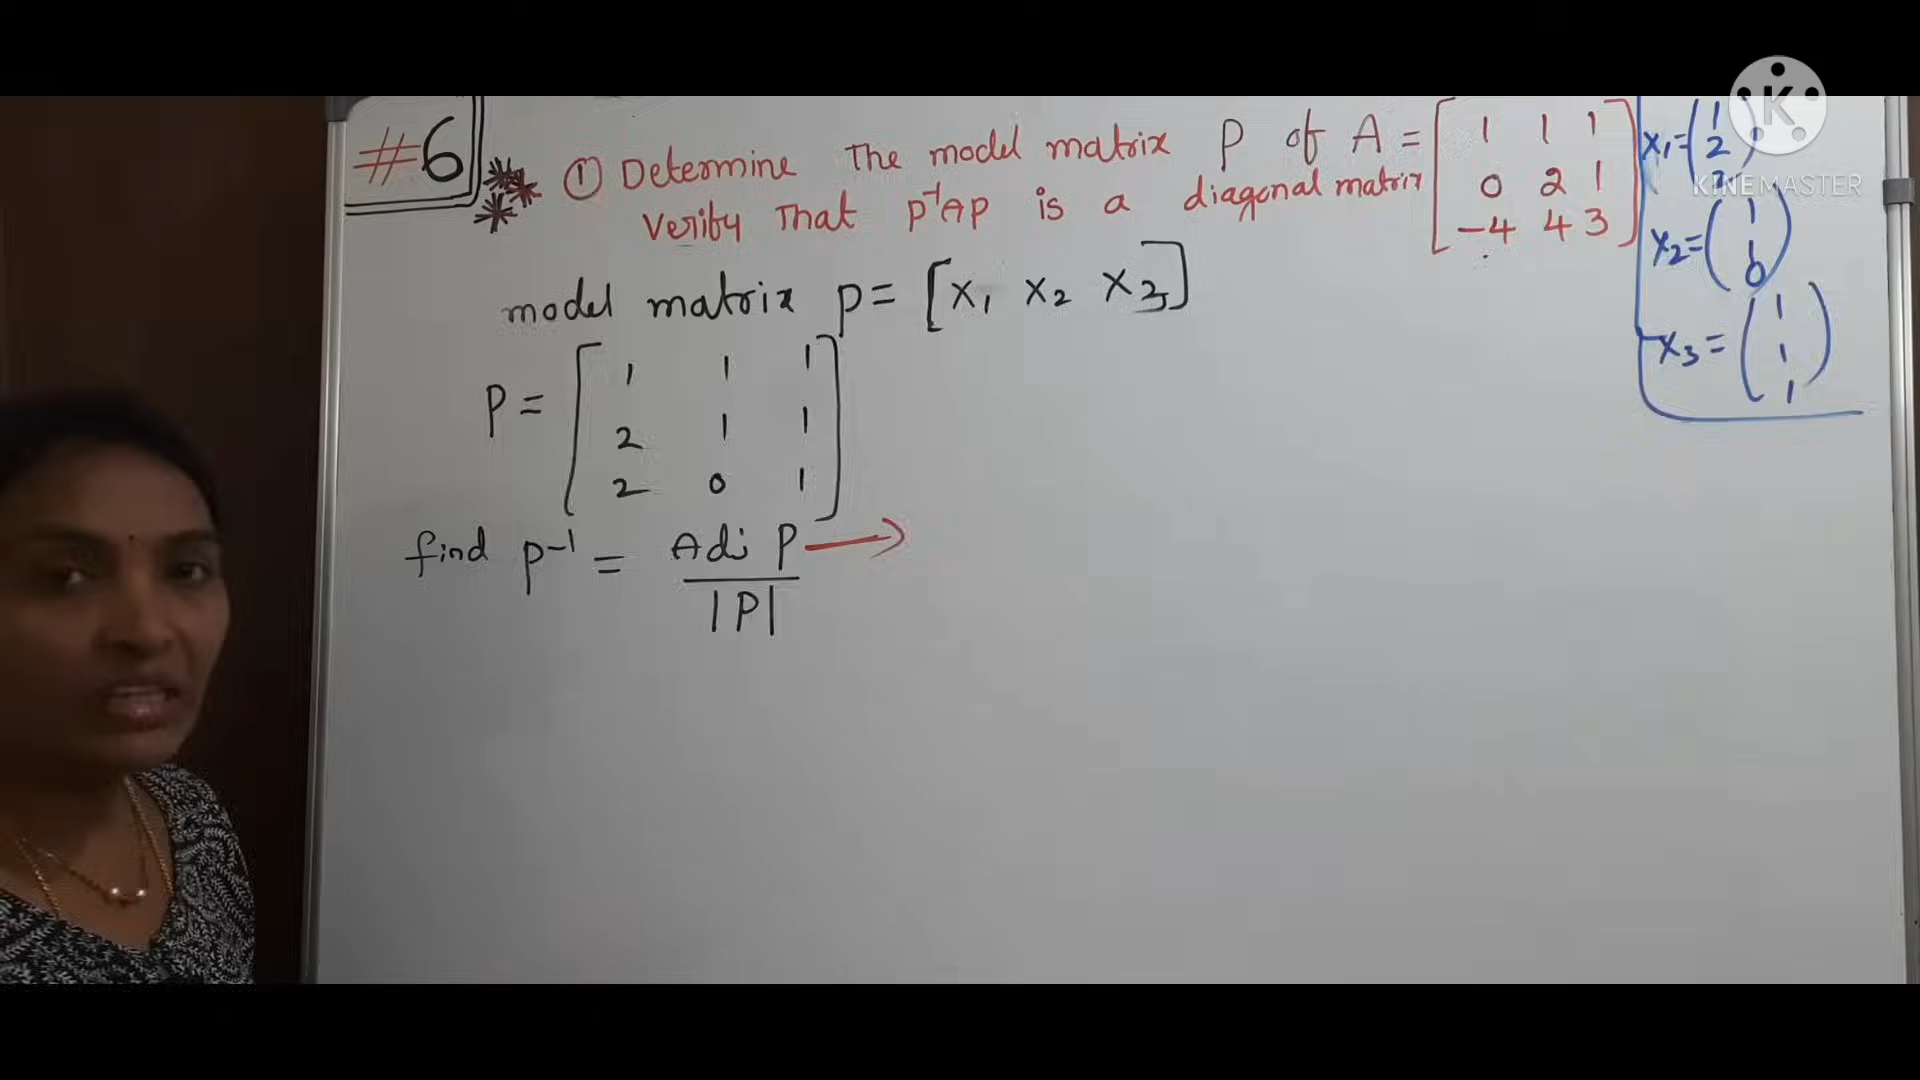 #6
① Determine The model matrix P of A = [ 1 1 1
0 2 1
-4 4 3 ]
Verify That P⁻¹AP is a diagonal matrix
model matrix P = [x₁ x₂ x₃]
P = [ 1 1 1
2 1 1
2 0 1 ]
find P⁻¹ = Adj P →
|P|
x₁ = ( 1
2
2 ),
x₂ = ( 1
1
0 )
x₃ = ( 1
1
1 )
K
KINEMASTER